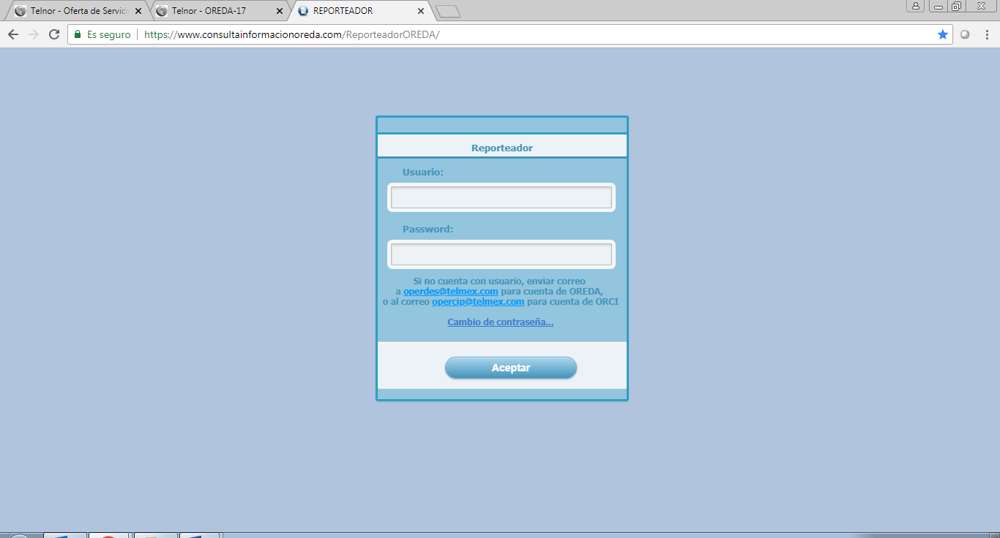 Telnor - Oferta de Servici
Telnor - OREDA-17
REPORTEADOR
Es seguro
https://www.consultainformacionoreda.com/ReporteadorOREDA/
Reporteador
Usuario:
Password:
Si no cuenta con usuario, enviar correo
a operdes@telmex.com para cuenta de OREDA,
o al correo opercip@telmex.com para cuenta de ORCI
Cambio de contraseña...
Aceptar